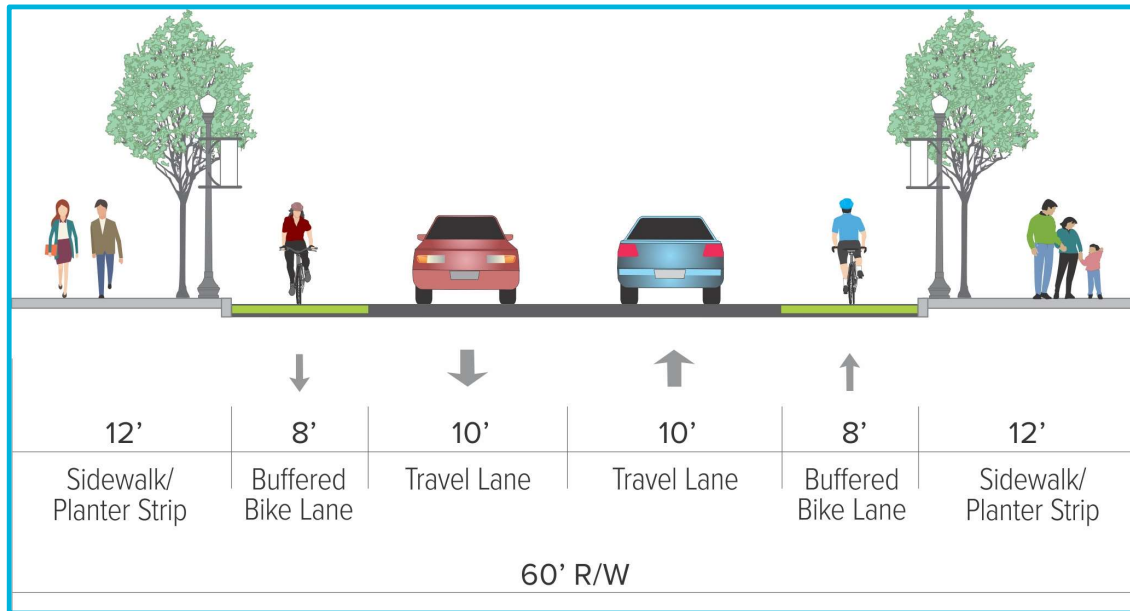 12’ 8’ 10’ 10’ 8’ 12’
Sidewalk/ Buffered Travel Lane Travel Lane Buffered Sidewalk/
Planter Strip Bike Lane Bike Lane Planter Strip
60’ R/W